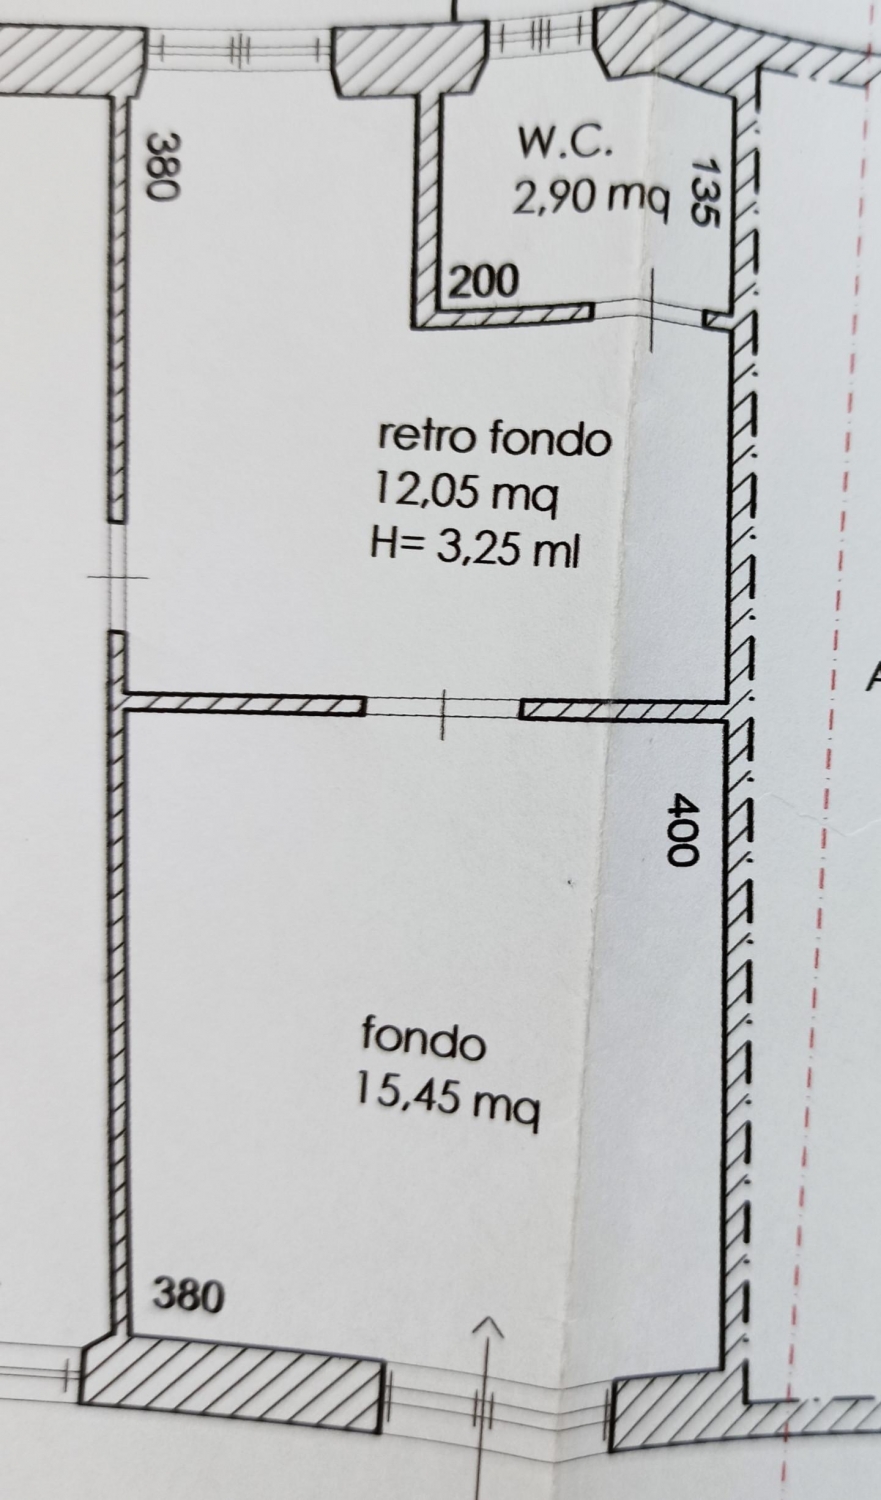 380
W.C.
2,90 mq
135
200
retro fondo
12,05 mq
H= 3,25 ml
400
fondo
15,45 mq
380